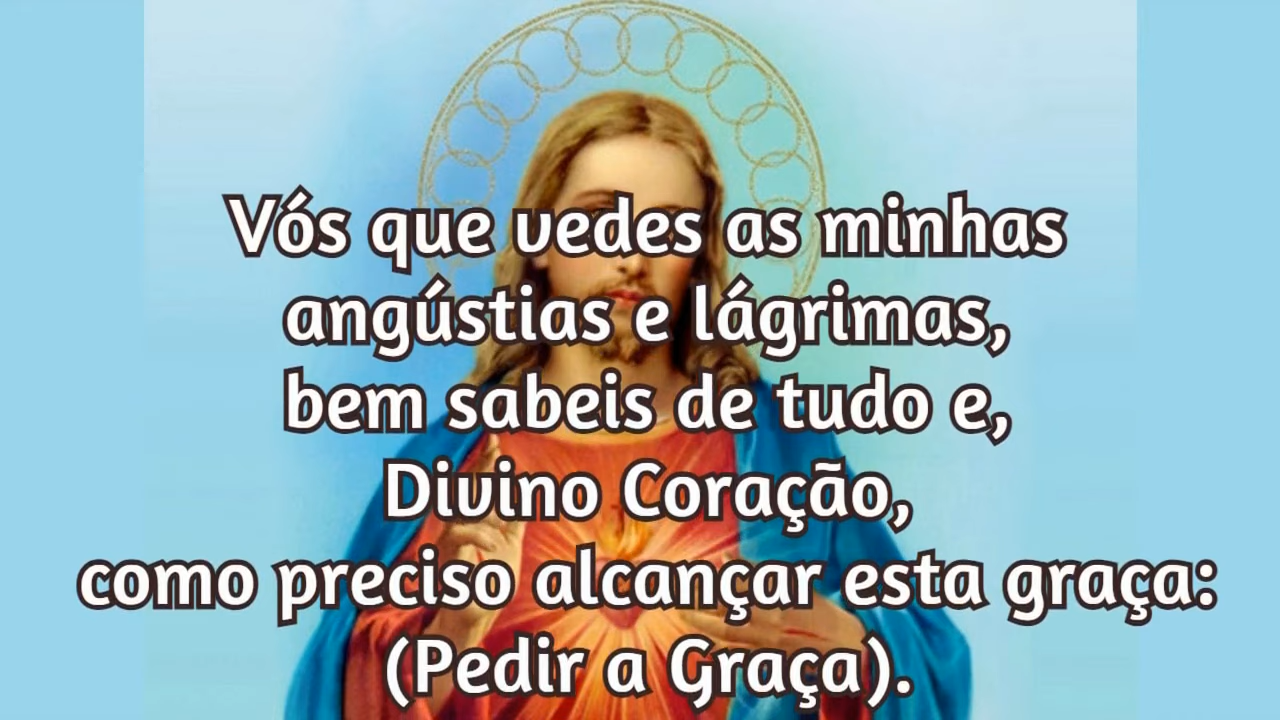 Vós que vedes as minhas
angústias e lágrimas,
bem sabeis de tudo e,
Divino Coração,
como preciso alcançar esta graça:
(Pedir a Graça).